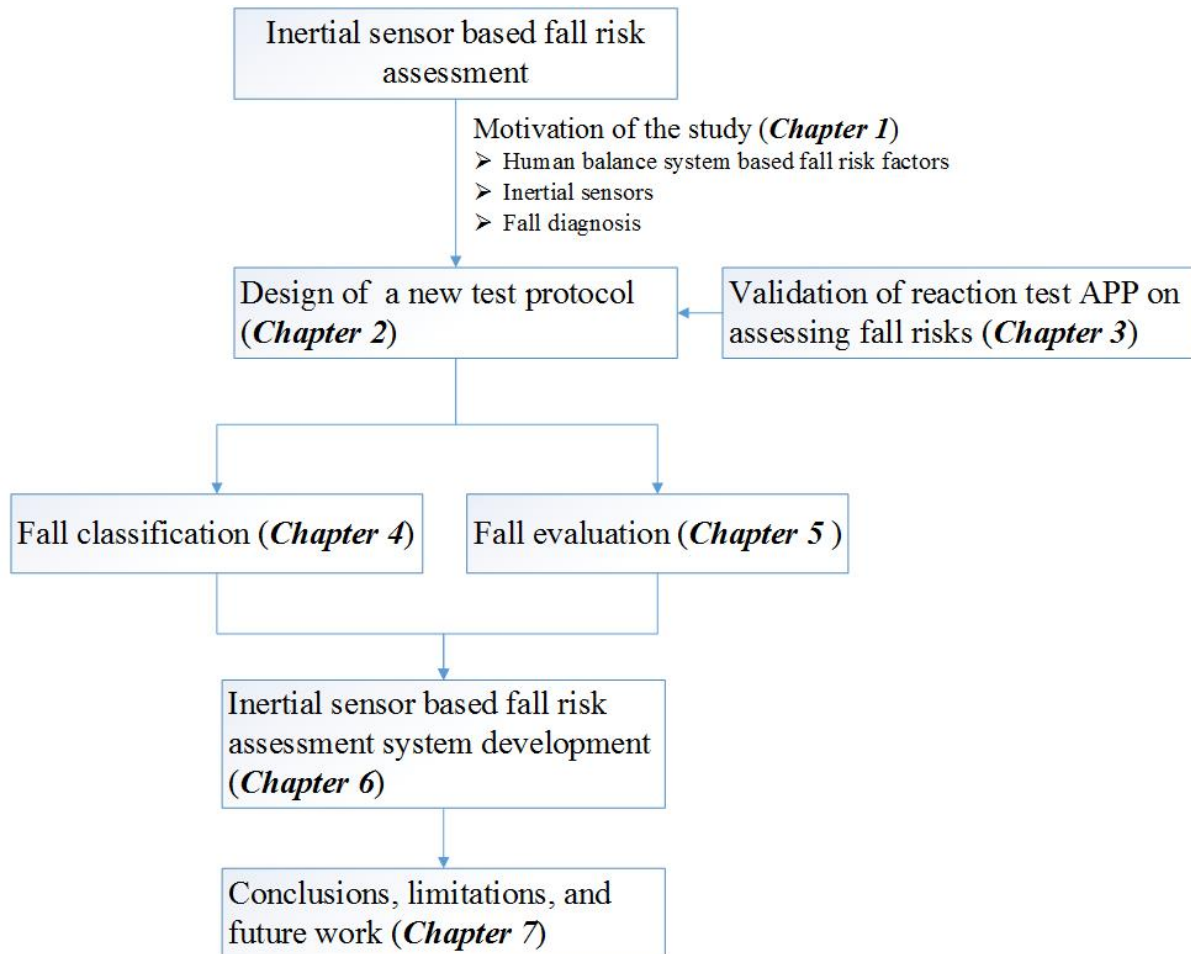 Inertial sensor based fall risk
assessment
Motivation of the study (Chapter 1)
➢ Human balance system based fall risk factors
➢ Inertial sensors
➢ Fall diagnosis
Design of a new test protocol
(Chapter 2)
Validation of reaction test APP on
assessing fall risks (Chapter 3)
Fall classification (Chapter 4)
Fall evaluation (Chapter 5 )
Inertial sensor based fall risk
assessment system development
(Chapter 6)
Conclusions, limitations, and
future work (Chapter 7)